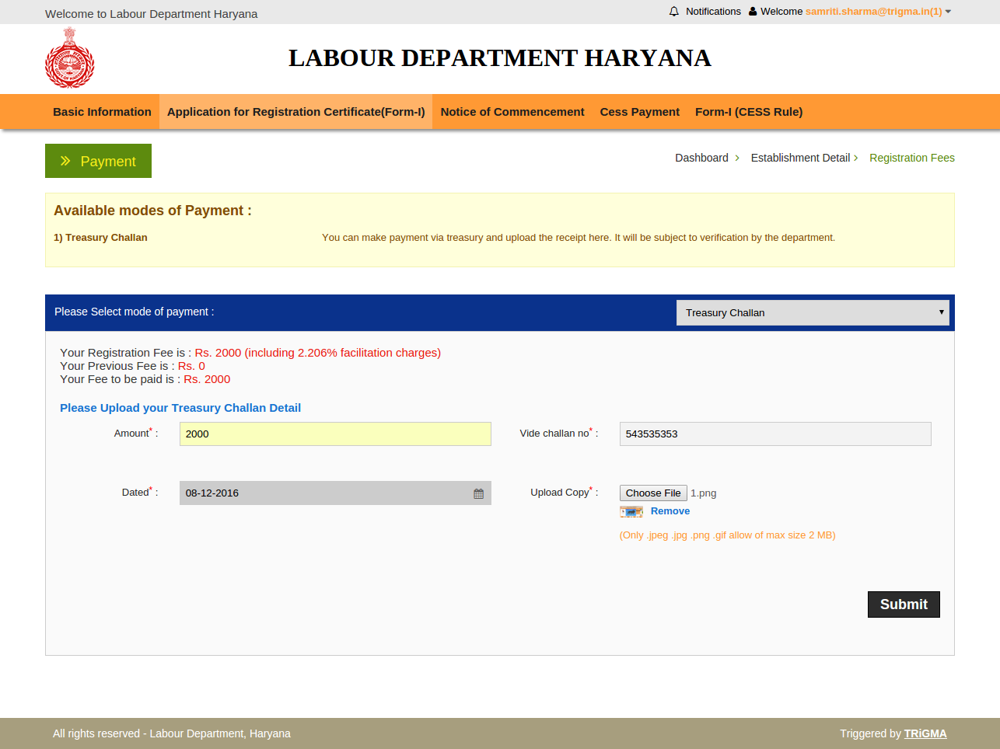 Welcome to Labour Department Haryana
Notifications Welcome samriti.sharma@trigma.in(1)
LABOUR DEPARTMENT HARYANA
Basic Information Application for Registration Certificate(Form-I) Notice of Commencement Cess Payment Form-I (CESS Rule)
Payment
Dashboard Establishment Detail Registration Fees
Available modes of Payment :
1) Treasury Challan You can make payment via treasury and upload the receipt here. It will be subject to verification by the department.
Please Select mode of payment : Treasury Challan
Your Registration Fee is : Rs. 2000 (including 2.206% facilitation charges)
Your Previous Fee is : Rs. 0
Your Fee to be paid is : Rs. 2000
Please Upload your Treasury Challan Detail
Amount* : 2000 Vide challan no* : 543535353
Dated* : 08-12-2016 Upload Copy* : Choose File 1.png
Remove
(Only .jpeg .jpg .png .gif allow of max size 2 MB)
Submit
All rights reserved - Labour Department, Haryana Triggered by TRiGMA